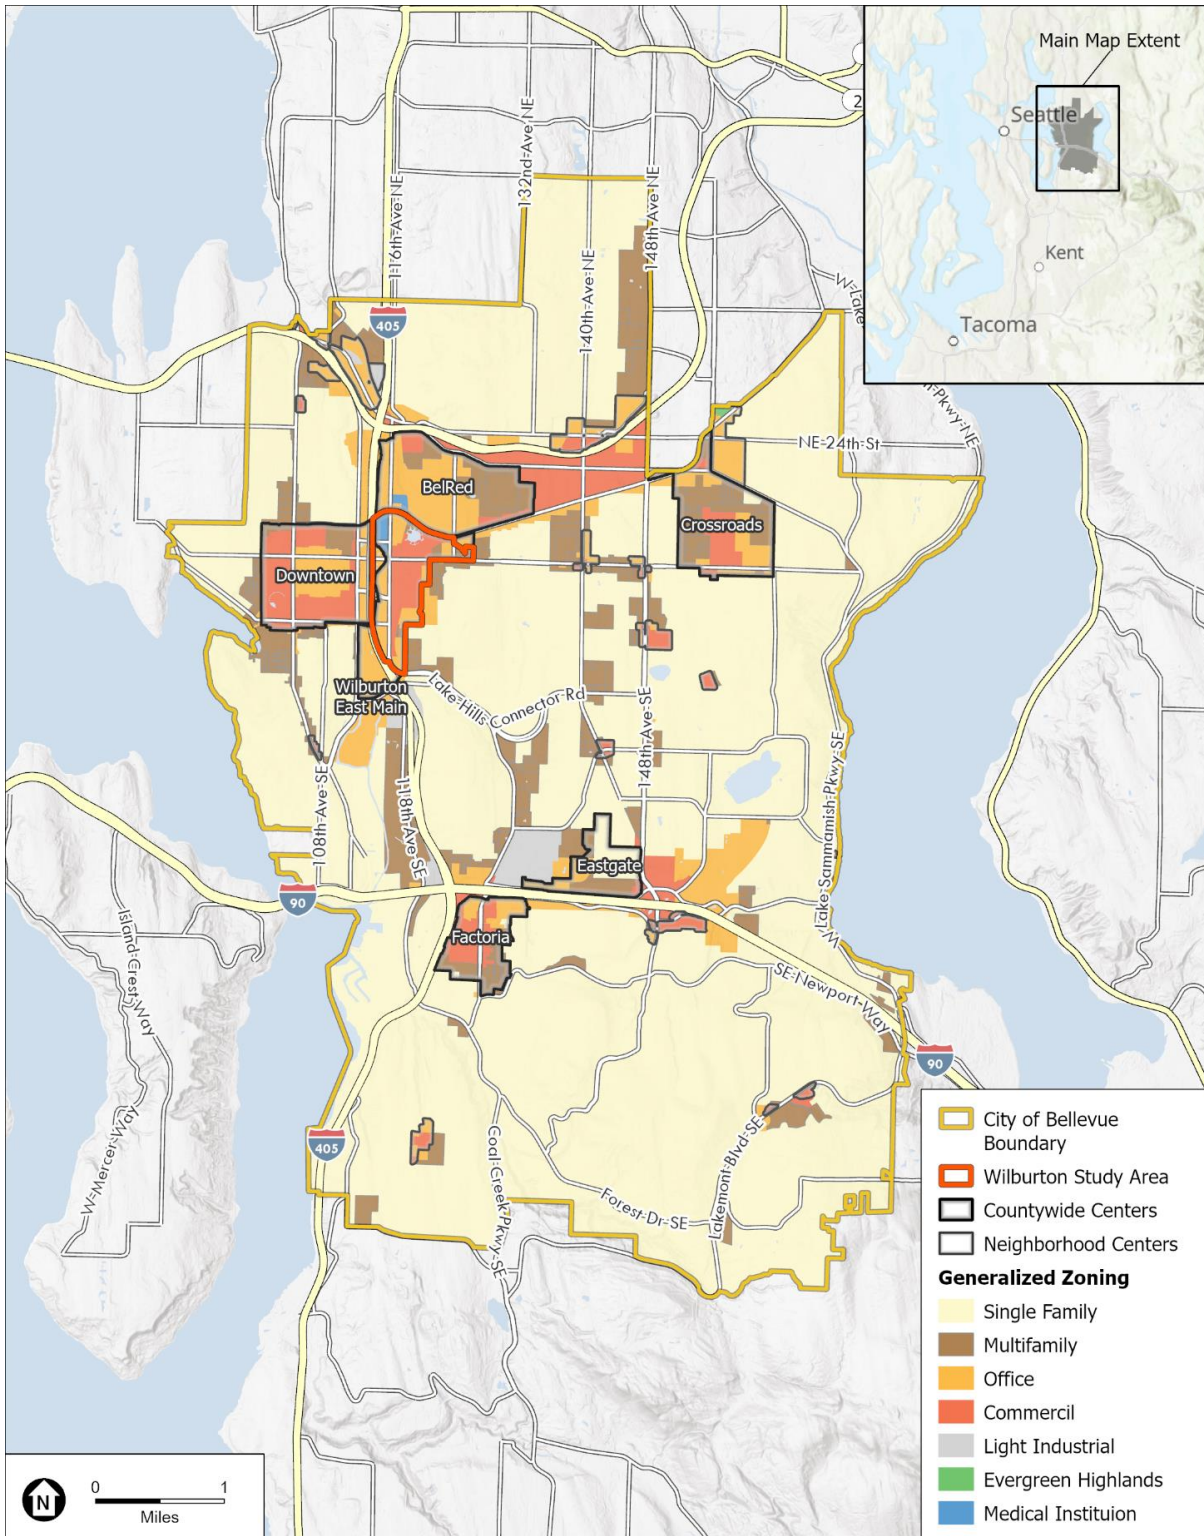 Main Map Extent
Seattle
Kent
Tacoma
132nd-Ave-NE
116th-Ave-NE
140th-Ave-NE
148th-Ave-NE
2
405
NE-24th-St
BelRed
Crossroads
Downtown
Wilburton
East Main
Lake-Hills Connector Rd
148th-Ave-SE
108th-Ave-SE
118th-Ave-SE
W-Lake-Sammamish-Pkwy-SE
Eastgate
90
Factoria
Island-Crest-Way
SE-Newport-Way
90
W-Mercer-Way
405
Coal-Creek-Pkwy-SE
Forest-Dr-SE
Lakemont-Blvd-SE
City of Bellevue
Boundary
Wilburton Study Area
Countywide Centers
Neighborhood Centers
Generalized Zoning
Single Family
Multifamily
Office
Commercil
Light Industrial
Evergreen Highlands
Medical Instituion
N
0 1
Miles